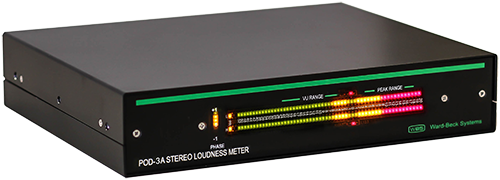 VU RANGE
PEAK RANGE
-1
PHASE
POD-3A STEREO LOUDNESS METER
Ward-Beck Systems